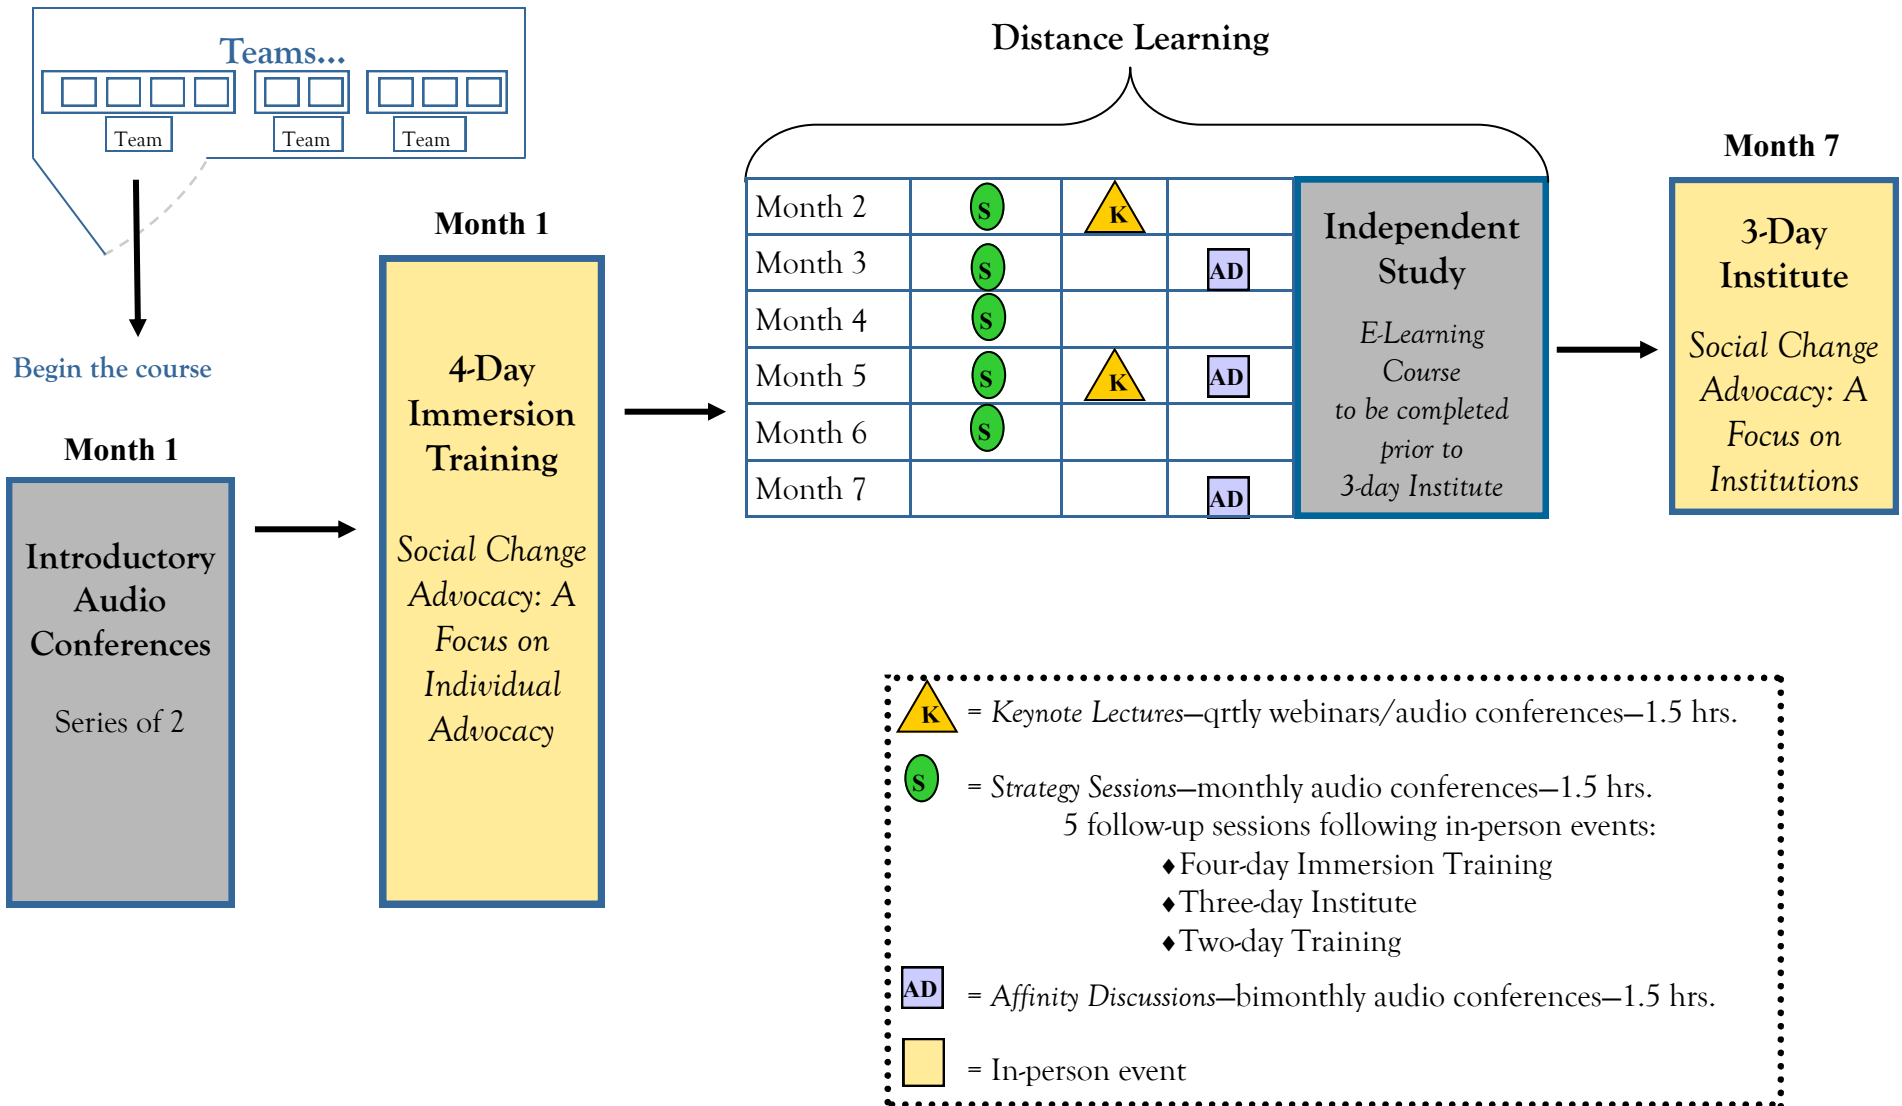 Teams...
Team
Team
Team
Begin the course
Month 1
Introductory
Audio
Conferences
Series of 2
Month 1
4-Day
Immersion
Training
Social Change
Advocacy: A
Focus on
Individual
Advocacy
Distance Learning
Month 2 S K
Month 3 S AD
Month 4 S
Month 5 S K AD
Month 6 S
Month 7 AD
Independent
Study
E-Learning
Course
to be completed
prior to
3-day Institute
Month 7
3-Day
Institute
Social Change
Advocacy: A
Focus on
Institutions
K = Keynote Lectures—qrtly webinars/audio conferences—1.5 hrs.
S = Strategy Sessions—monthly audio conferences—1.5 hrs.
5 follow-up sessions following in-person events:
♦Four-day Immersion Training
♦Three-day Institute
♦Two-day Training
AD = Affinity Discussions—bimonthly audio conferences—1.5 hrs.
= In-person event